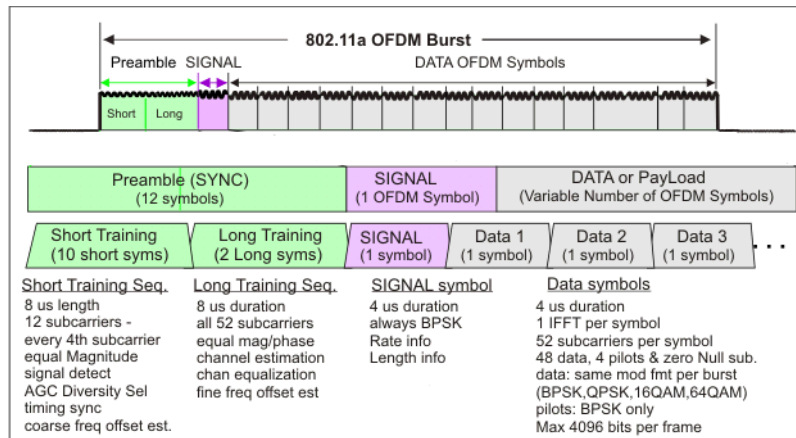 802.11a OFDM Burst
Preamble SIGNAL DATA OFDM Symbols
Short Long
Preamble (SYNC)
(12 symbols)
SIGNAL
(1 OFDM Symbol)
DATA or PayLoad
(Variable Number of OFDM Symbols)
Short Training
(10 short syms)
Long Training
(2 Long syms)
SIGNAL
(1 symbol)
Data 1
(1 symbol)
Data 2
(1 symbol)
Data 3
(1 symbol)
...
Short Training Seq.
8 us length
12 subcarriers -
every 4th subcarrier
equal Magnitude
signal detect
AGC Diversity Sel
timing sync
coarse freq offset est.
Long Training Seq.
8 us duration
all 52 subcarriers
equal mag/phase
channel estimation
chan equalization
fine freq offset est
SIGNAL symbol
4 us duration
always BPSK
Rate info
Length info
Data symbols
4 us duration
1 IFFT per symbol
52 subcarriers per symbol
48 data, 4 pilots & zero Null sub.
data: same mod fmt per burst
(BPSK,QPSK,16QAM,64QAM)
pilots: BPSK only
Max 4096 bits per frame